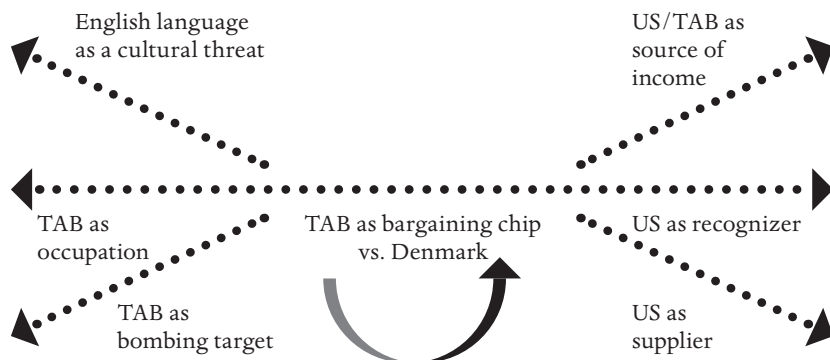 English language
as a cultural threat
US/TAB as
source of
income
TAB as
occupation
TAB as bargaining chip
vs. Denmark
US as recognizer
TAB as
bombing target
US as
supplier